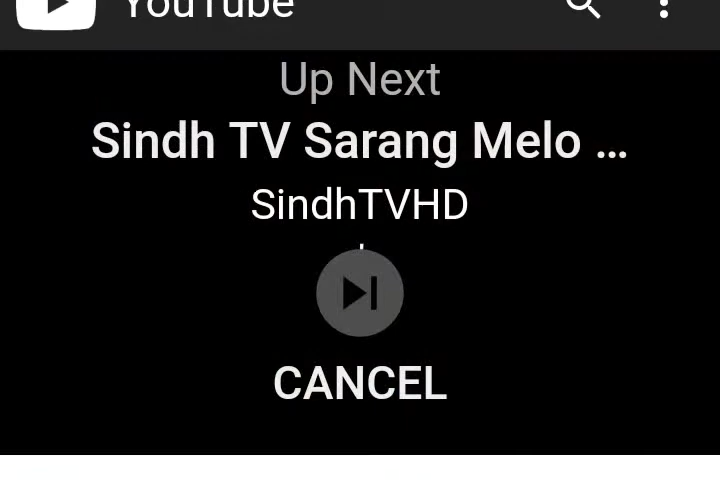 YouTube
Up Next
Sindh TV Sarang Melo ...
SindhTVHD
CANCEL